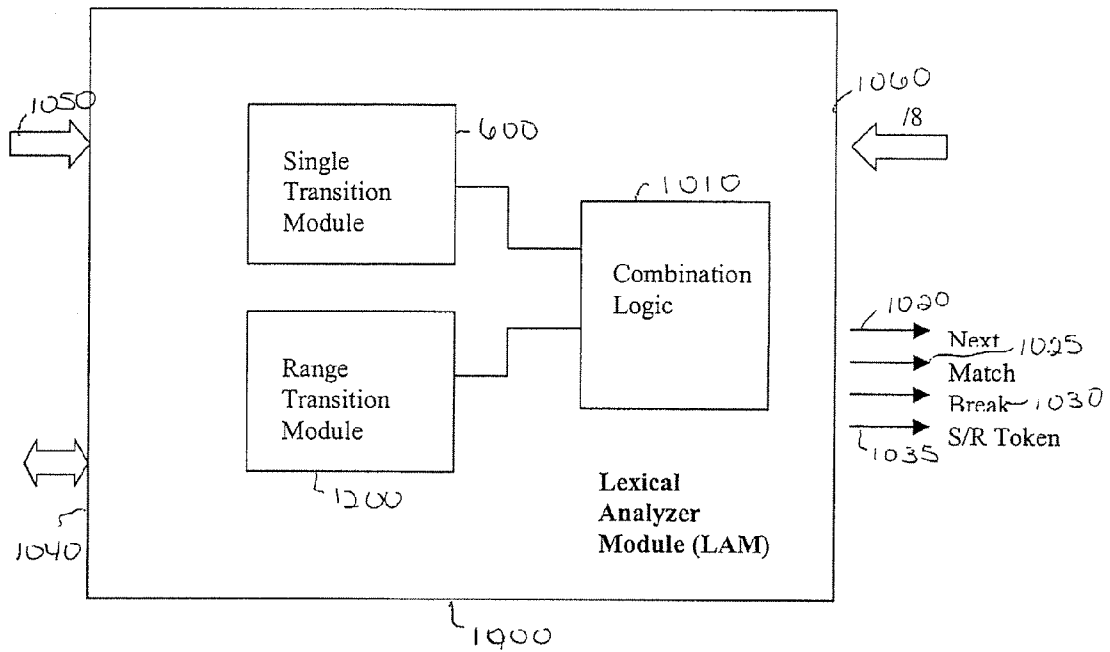 1050
1060
/8
600
Single
Transition
Module
1010
Combination
Logic
1020
Next
1025
Match
Break
1030
S/R Token
1035
Range
Transition
Module
1200
Lexical
Analyzer
Module (LAM)
1040
1000